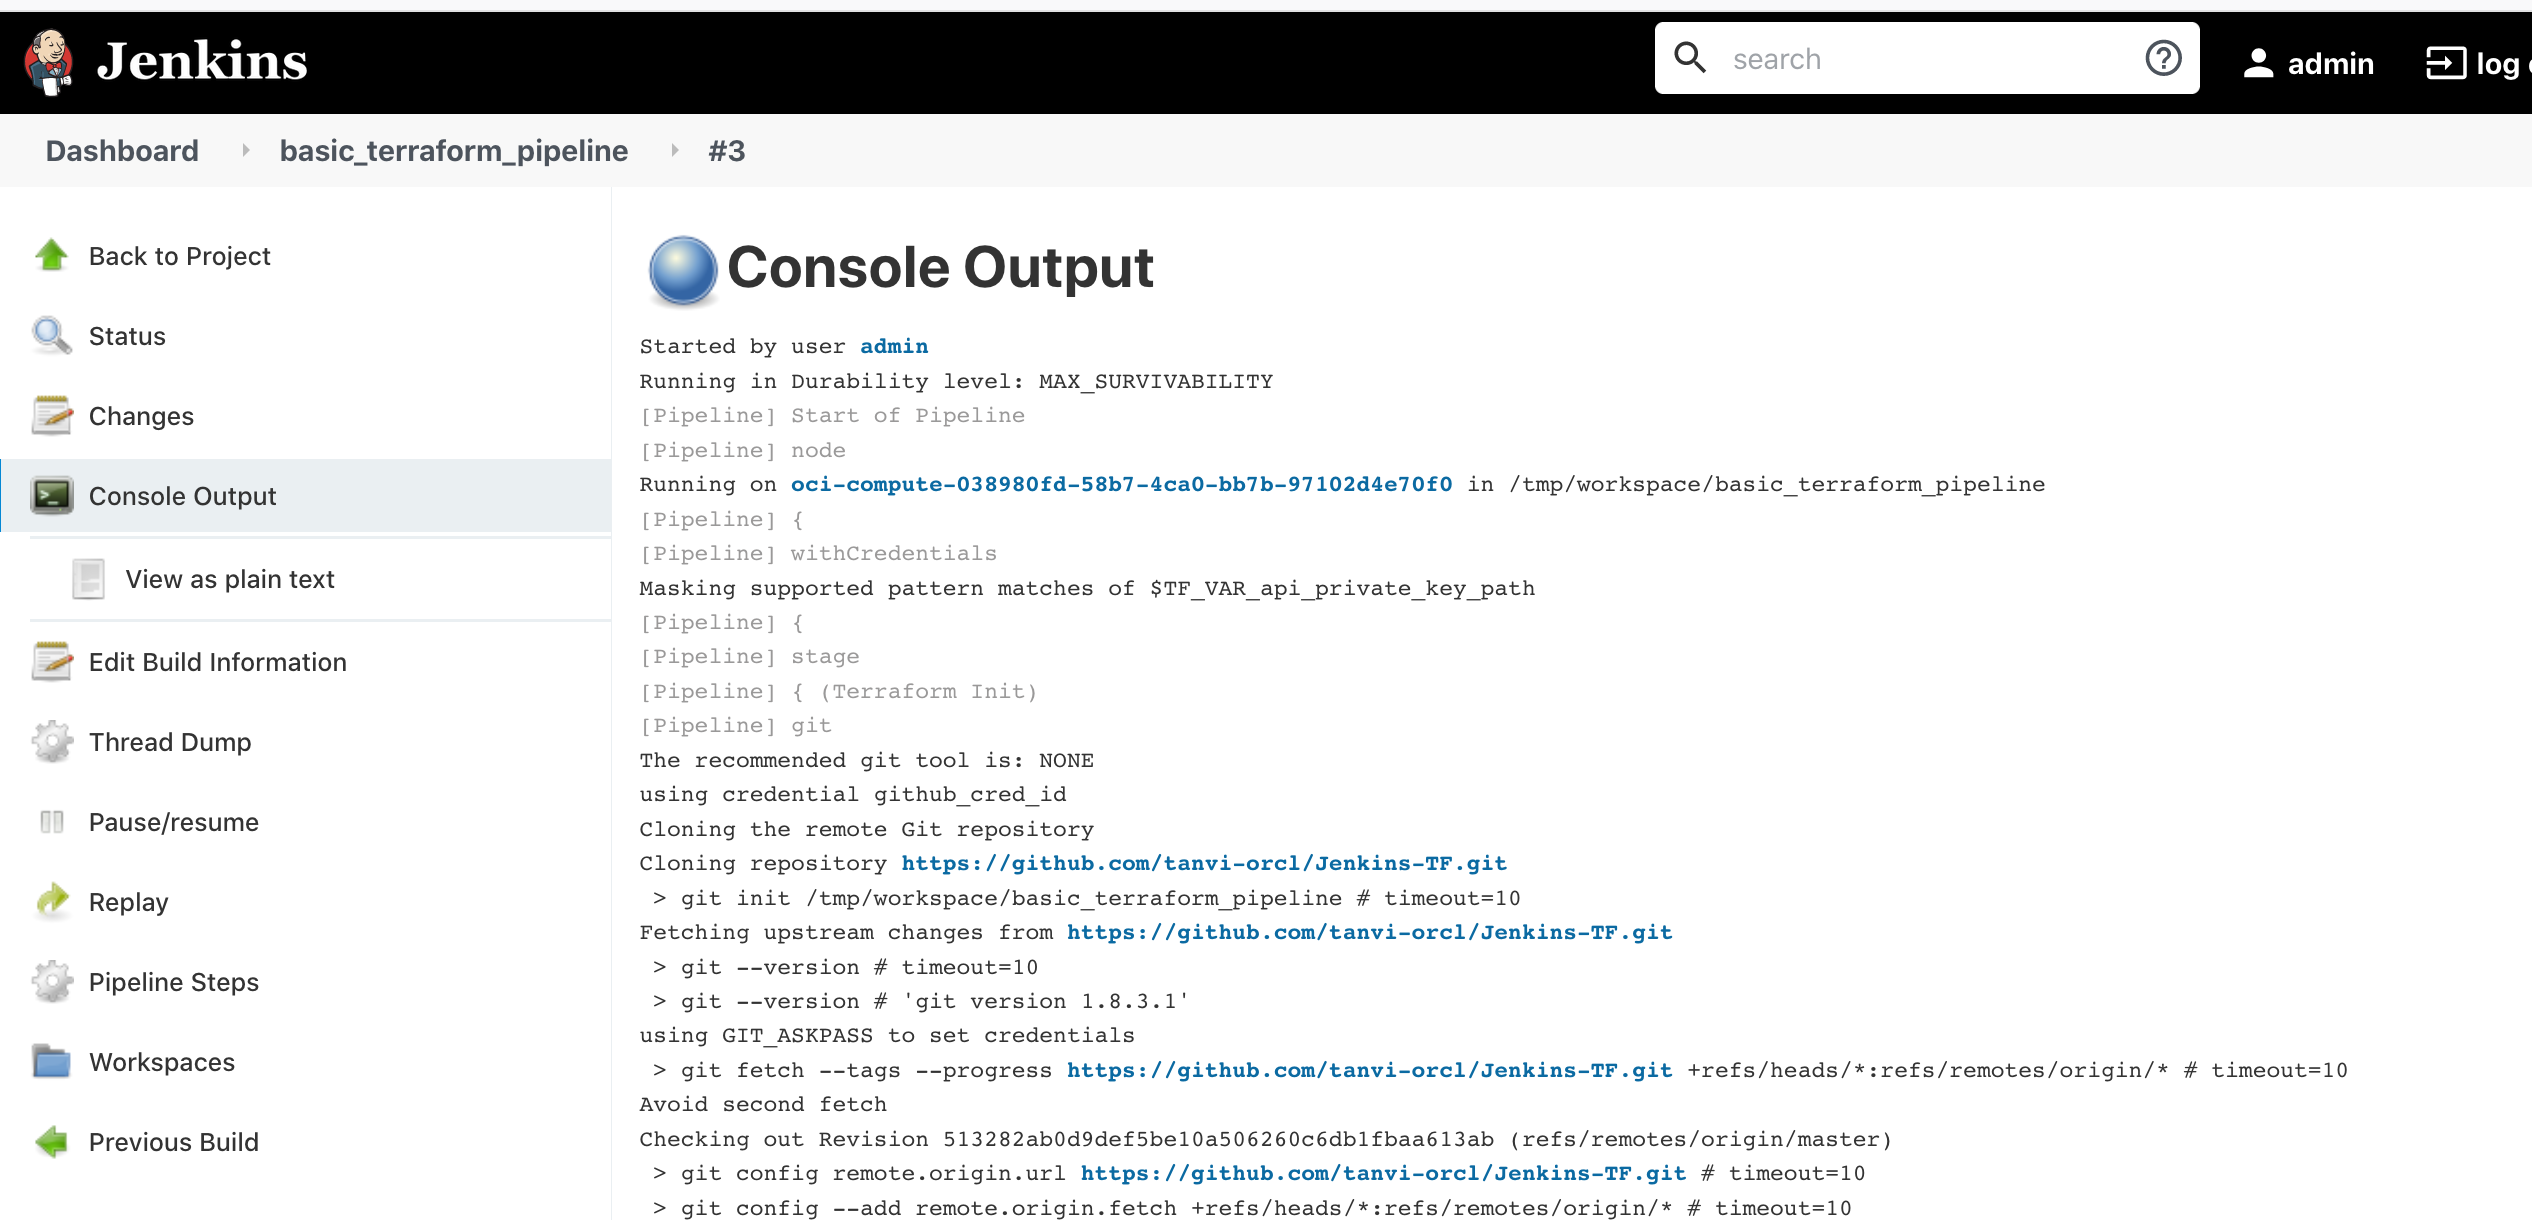 Jenkins
search
admin
log
Dashboard
basic_terraform_pipeline
#3
Back to Project
Status
Changes
Console Output
View as plain text
Edit Build Information
Thread Dump
Pause/resume
Replay
Pipeline Steps
Workspaces
Previous Build
Console Output
Started by user admin
Running in Durability level: MAX_SURVIVABILITY
[Pipeline] Start of Pipeline
[Pipeline] node
Running on oci-compute-038980fd-58b7-4ca0-bb7b-97102d4e70f0 in /tmp/workspace/basic_terraform_pipeline
[Pipeline] {
[Pipeline] withCredentials
Masking supported pattern matches of $TF_VAR_api_private_key_path
[Pipeline] {
[Pipeline] stage
[Pipeline] { (Terraform Init)
[Pipeline] git
The recommended git tool is: NONE
using credential github_cred_id
Cloning the remote Git repository
Cloning repository https://github.com/tanvi-orcl/Jenkins-TF.git
> git init /tmp/workspace/basic_terraform_pipeline # timeout=10
Fetching upstream changes from https://github.com/tanvi-orcl/Jenkins-TF.git
> git --version # timeout=10
> git --version # 'git version 1.8.3.1'
using GIT_ASKPASS to set credentials
> git fetch --tags --progress https://github.com/tanvi-orcl/Jenkins-TF.git +refs/heads/*:refs/remotes/origin/* # timeout=10
Avoid second fetch
Checking out Revision 513282ab0d9def5be10a506260c6db1fbaa613ab (refs/remotes/origin/master)
> git config remote.origin.url https://github.com/tanvi-orcl/Jenkins-TF.git # timeout=10
> git config --add remote.origin.fetch +refs/heads/*:refs/remotes/origin/* # timeout=10